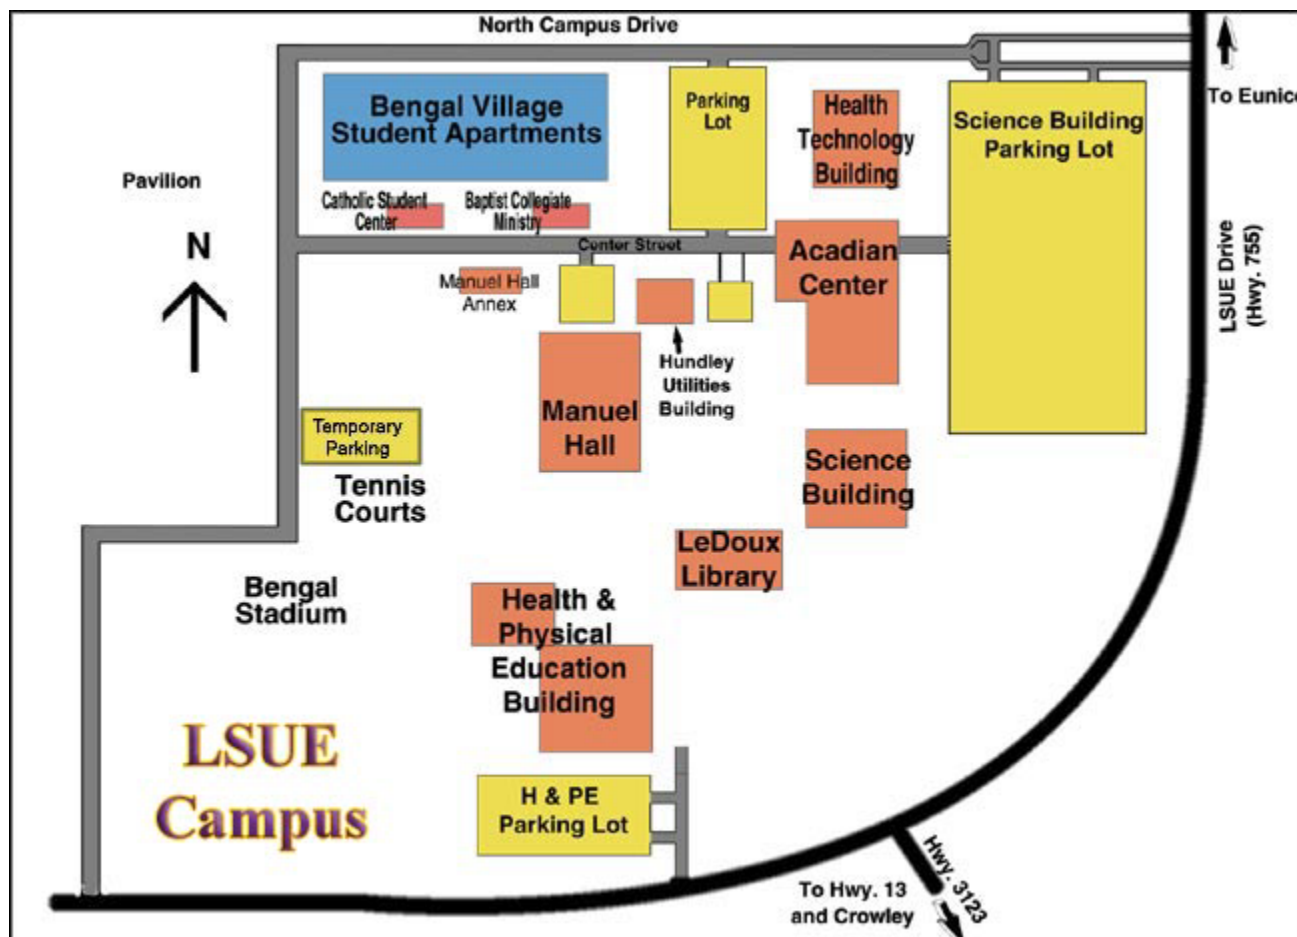 North Campus Drive
To Eunice
Bengal Village
Student Apartments
Parking
Lot
Health
Technology
Building
Science Building
Parking Lot
Pavilion
Catholic Student
Center
Baptist Collegiate
Ministry
N
Center Street
Acadian
Center
LSUE Drive
(Hwy. 755)
Manuel Hall
Annex
Hundley
Utilities
Building
Manuel
Hall
Temporary
Parking
Tennis
Courts
Science
Building
LeDoux
Library
Bengal
Stadium
Health &
Physical
Education
Building
LSUE
Campus
H & PE
Parking Lot
Hwy. 3123
To Hwy. 13
and Crowley